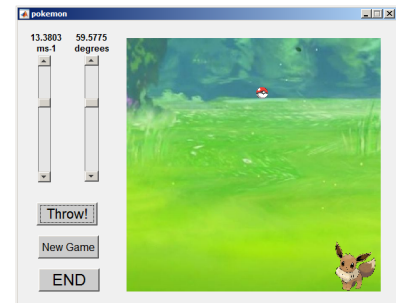 pokemon
13.3803 59.5775
ms-1 degrees
Throw!
New Game
END